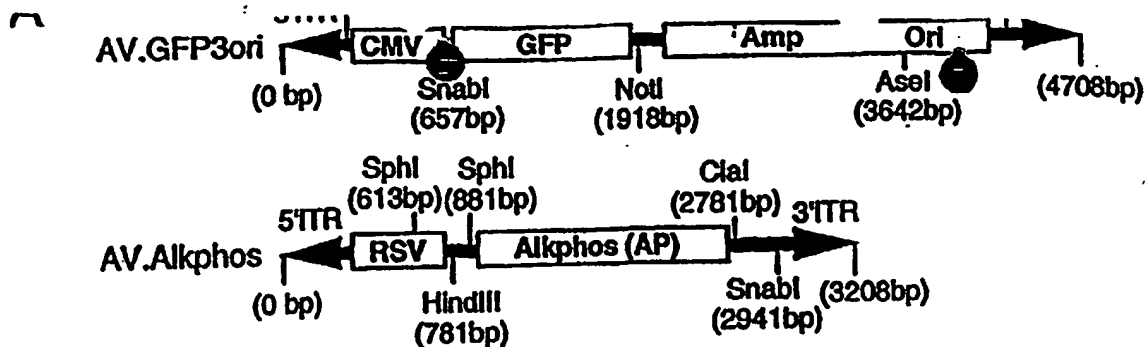 AV.GFP3ori CMV GFP Amp Ori
(0 bp) SnabI NotI AseI (4708bp)
(657bp) (1918bp) (3642bp)
SphI SphI ClaI
(613bp) (881bp) (2781bp)
5'ITR 3'ITR
AV.Alkphos RSV Alkphos (AP)
(0 bp) HindIII SnabI (3208bp)
(781bp) (2941bp)